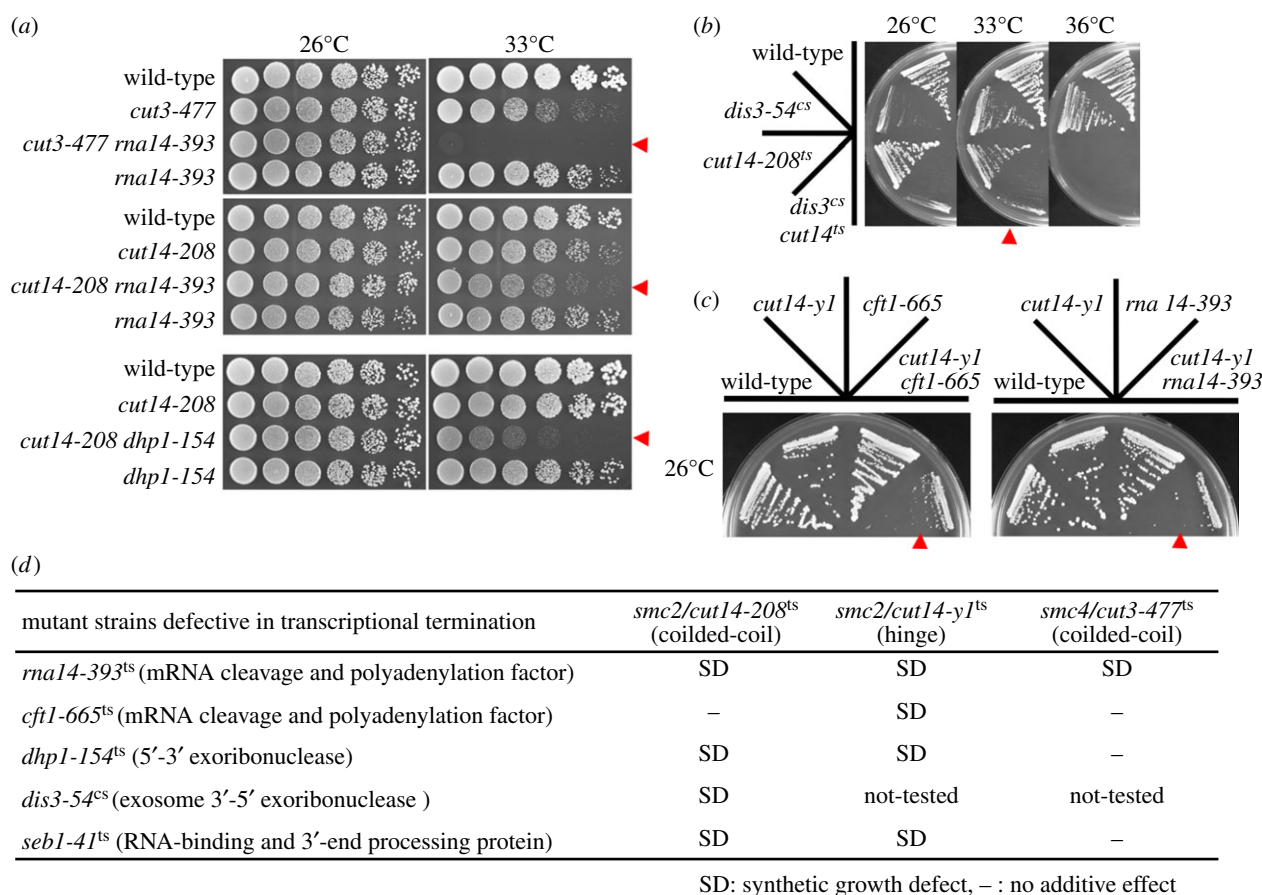 (a)
26°C 33°C
wild-type
cut3-477
cut3-477 rna14-393
rna14-393
wild-type
cut14-208
cut14-208 rna14-393
rna14-393
wild-type
cut14-208
cut14-208 dhp1-154
dhp1-154
(b)
26°C 33°C 36°C
wild-type
dis3-54cs
cut14-208ts
dis3cs
cut14ts
(c)
cut14-y1 cft1-665
wild-type cut14-y1
cft1-665
cut14-y1 rna 14-393
wild-type cut14-y1
rna14-393
26°C
(d)
mutant strains defective in transcriptional termination smc2/cut14-208ts smc2/cut14-y1ts smc4/cut3-477ts
(coilded-coil) (hinge) (coilded-coil)
rna14-393ts (mRNA cleavage and polyadenylation factor) SD SD SD
cft1-665ts (mRNA cleavage and polyadenylation factor) – SD –
dhp1-154ts (5′-3′ exoribonuclease) SD SD –
dis3-54cs (exosome 3′-5′ exoribonuclease ) SD not-tested not-tested
seb1-41ts (RNA-binding and 3′-end processing protein) SD SD –
SD: synthetic growth defect, – : no additive effect